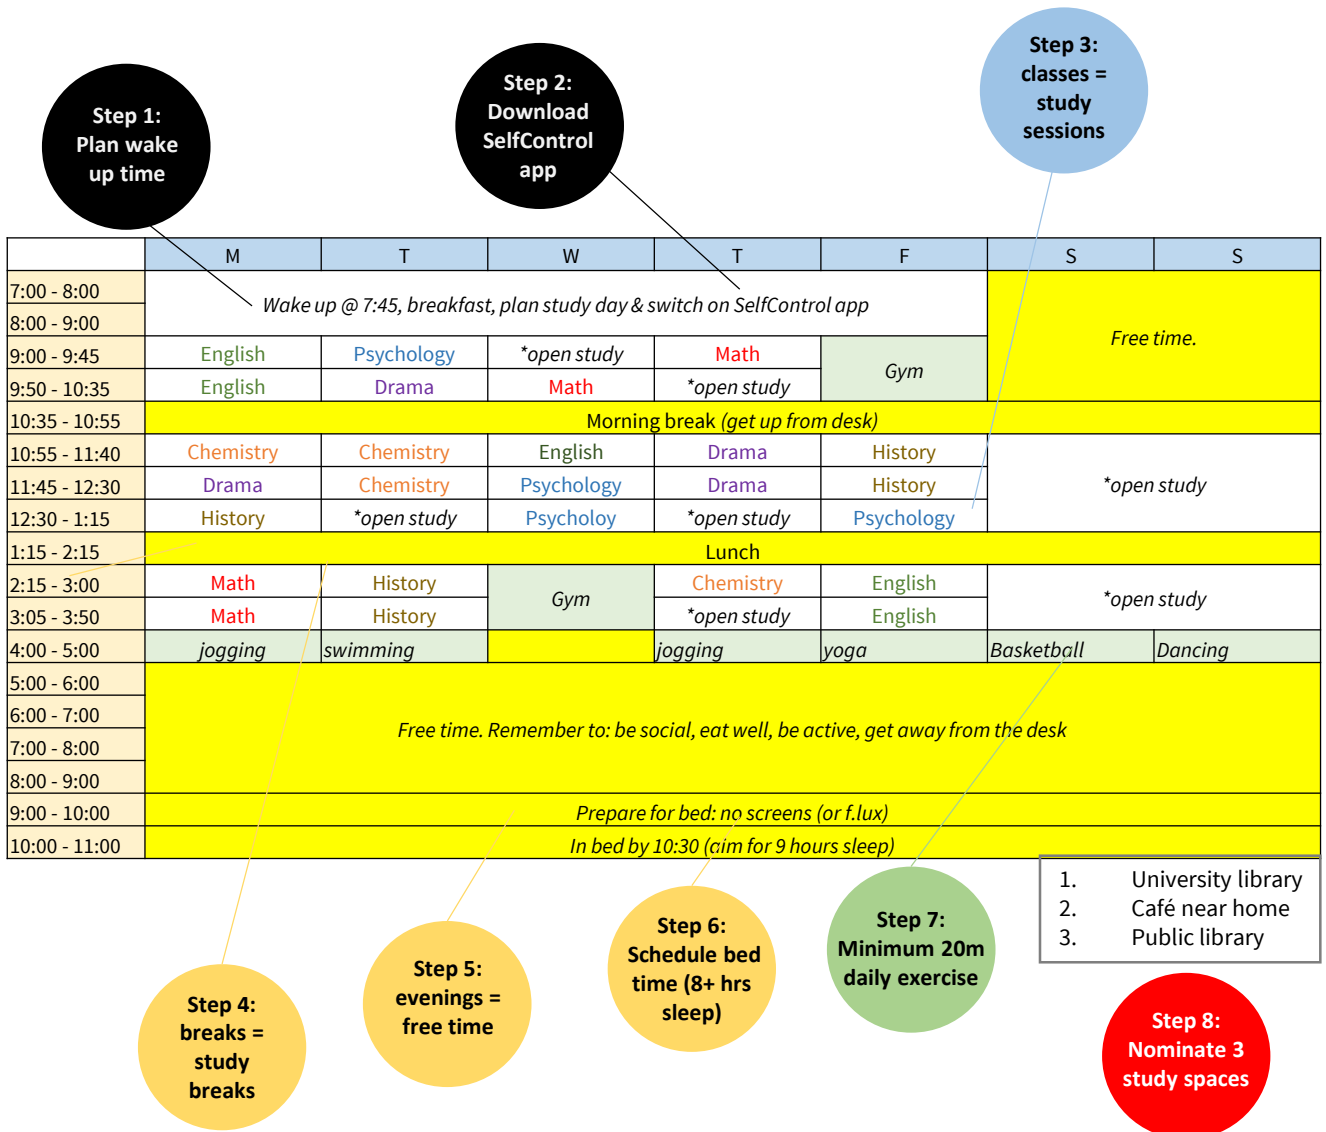 Step 3:
classes =
study
sessions
Step 2:
Download
SelfControl
app
Step 1:
Plan wake
up time
M T W T F S S
7:00 - 8:00
Wake up @ 7:45, breakfast, plan study day & switch on SelfControl app
8:00 - 9:00
Free time.
9:00 - 9:45 English Psychology *open study Math
Gym
9:50 - 10:35 English Drama Math *open study
10:35 - 10:55 Morning break (get up from desk)
10:55 - 11:40 Chemistry Chemistry English Drama History
11:45 - 12:30 Drama Chemistry Psychology Drama History *open study
12:30 - 1:15 History *open study Psycholoy *open study Psychology
1:15 - 2:15 Lunch
2:15 - 3:00 Math History Chemistry English
Gym *open study
3:05 - 3:50 Math History *open study English
4:00 - 5:00 jogging swimming jogging yoga Basketball Dancing
5:00 - 6:00
6:00 - 7:00
Free time. Remember to: be social, eat well, be active, get away from the desk
7:00 - 8:00
8:00 - 9:00
9:00 - 10:00 Prepare for bed: no screens (or f.lux)
10:00 - 11:00 In bed by 10:30 (aim for 9 hours sleep)
1. University library
2. Café near home
3. Public library
Step 4:
breaks =
study
breaks
Step 5:
evenings =
free time
Step 6:
Schedule bed
time (8+ hrs
sleep)
Step 7:
Minimum 20m
daily exercise
Step 8:
Nominate 3
study spaces